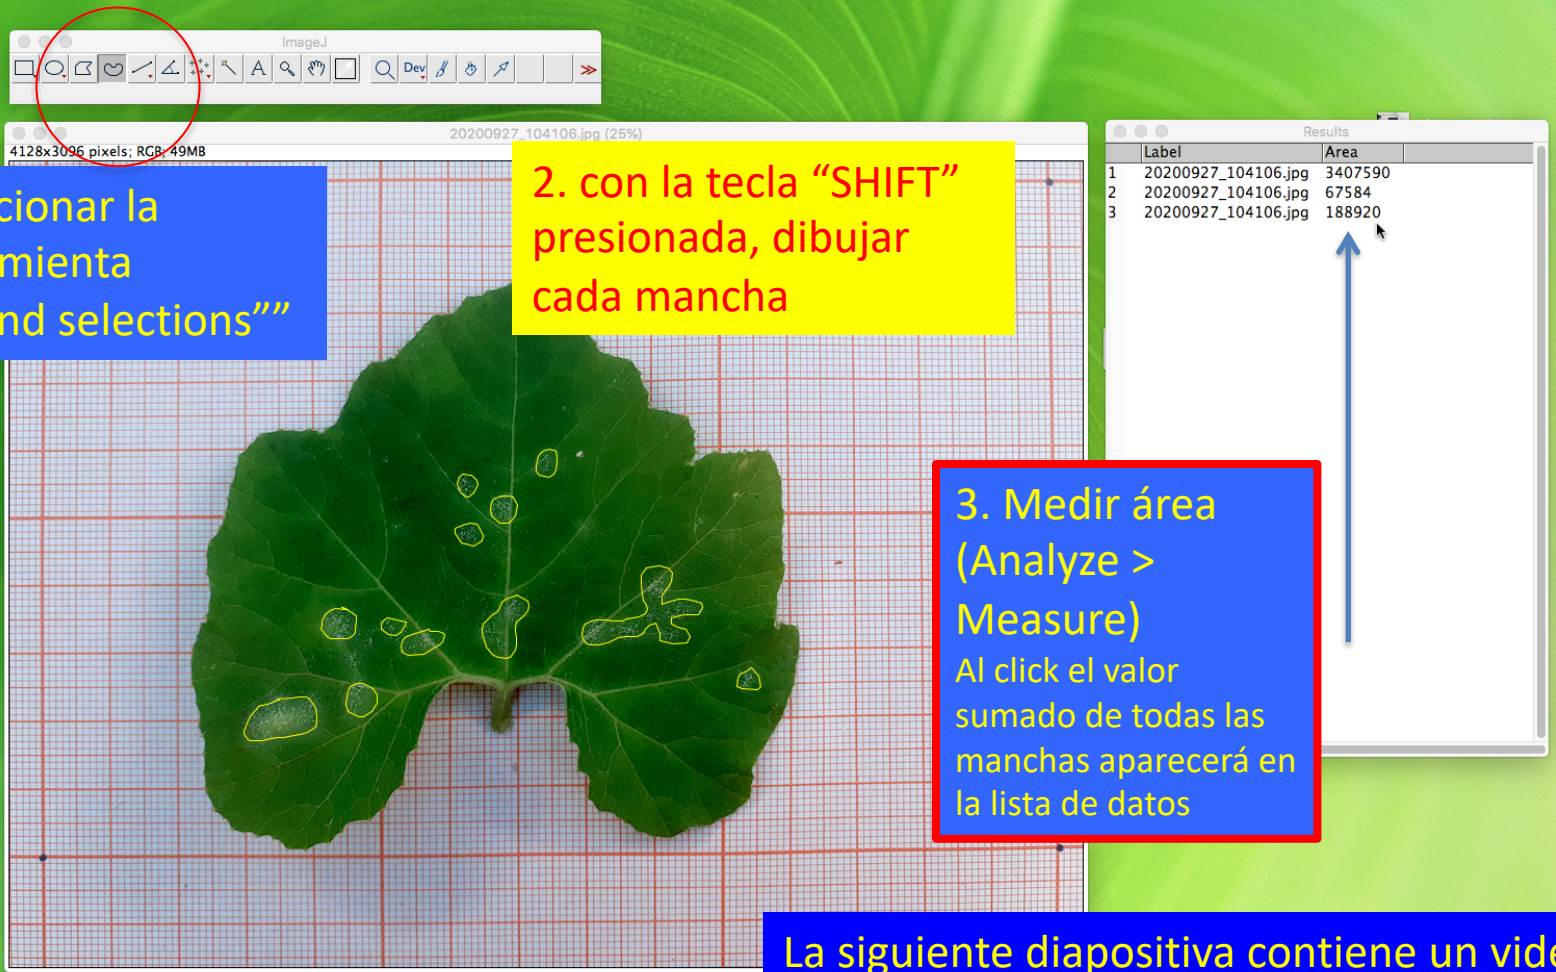 ImageJ
A
Dev
≫
20200927_104106.jpg (25%)
4128x3096 pixels; RGB; 49MB
cionar la
mienta
nd selections””
2. con la tecla “SHIFT”
presionada, dibujar
cada mancha
Results
Label Area
1 20200927_104106.jpg 3407590
2 20200927_104106.jpg 67584
3 20200927_104106.jpg 188920
3. Medir área
(Analyze >
Measure)
Al click el valor
sumado de todas las
manchas aparecerá en
la lista de datos
La siguiente diapositiva contiene un vide